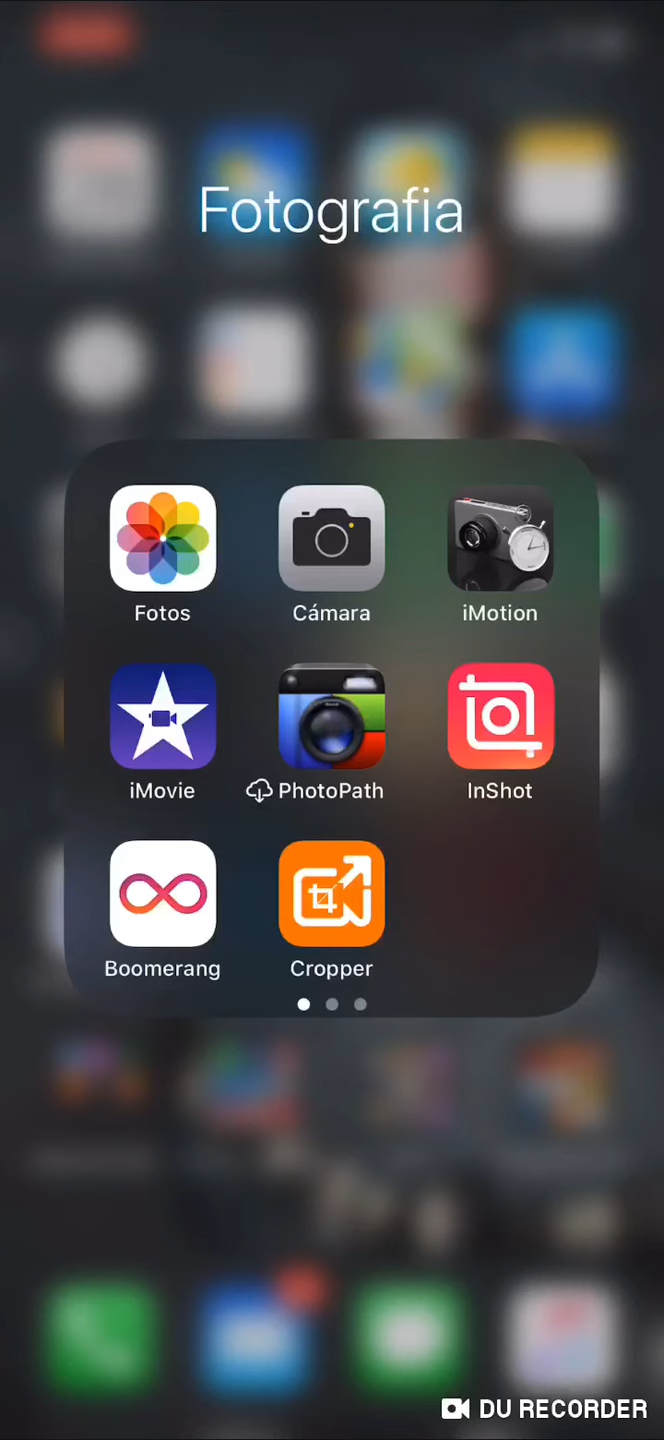 Fotografia
Fotos
Cámara
iMotion
iMovie
PhotoPath
InShot
Boomerang
Cropper
DU RECORDER